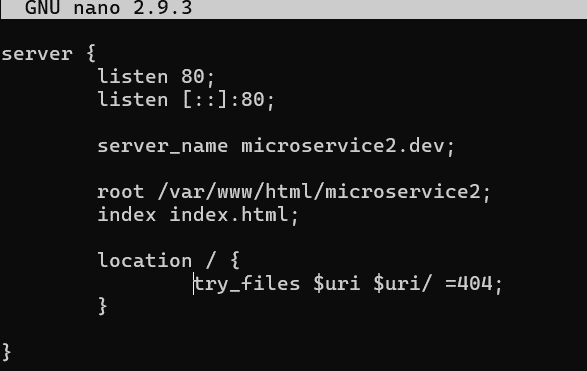 GNU nano 2.9.3
server {
listen 80;
listen [::]:80;
server_name microservice2.dev;
root /var/www/html/microservice2;
index index.html;
location / {
try_files $uri $uri/ =404;
}
}